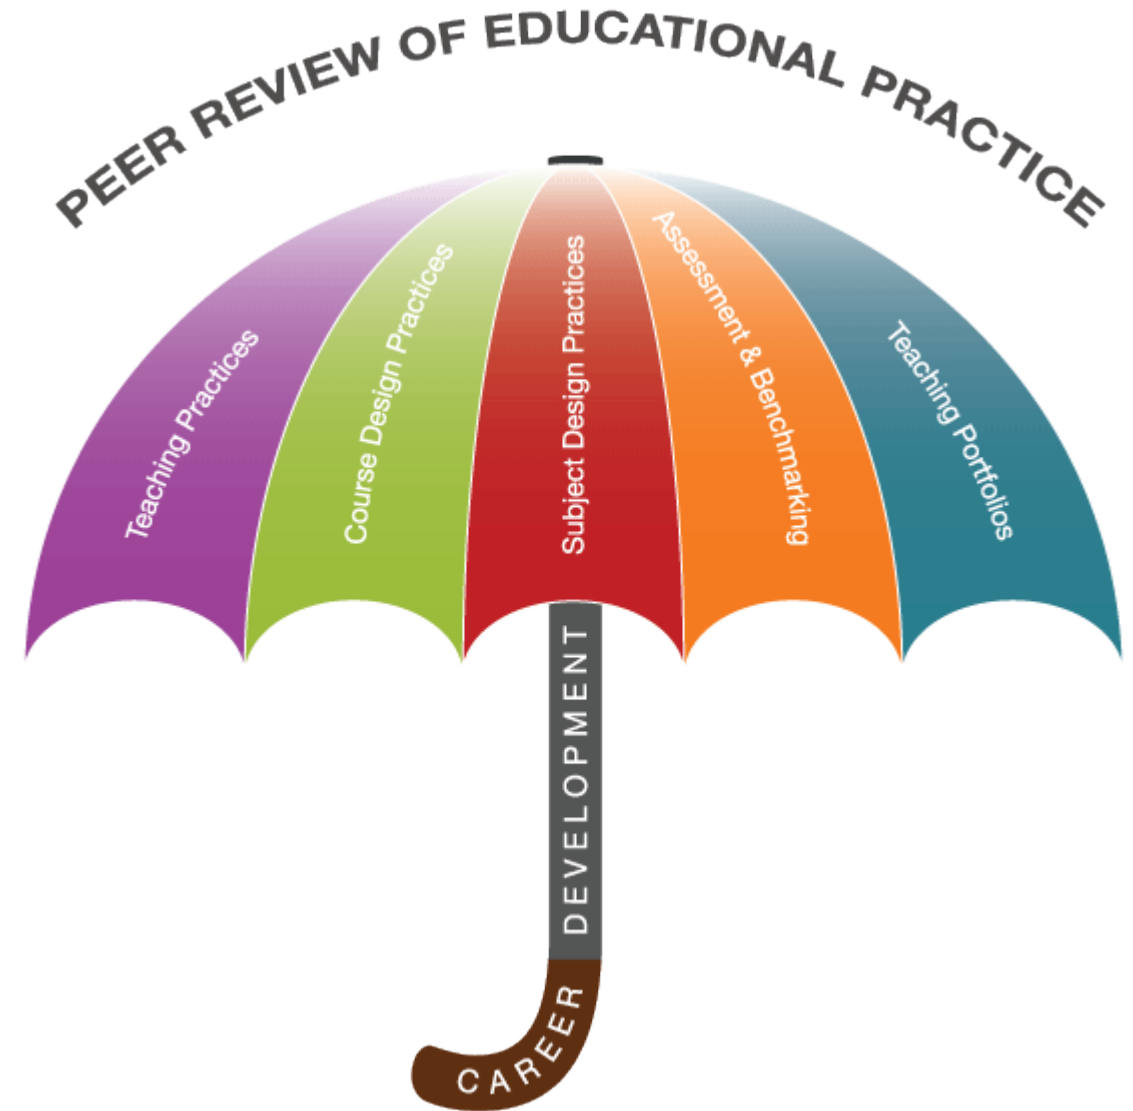 PEER REVIEW OF EDUCATIONAL PRACTICE
Teaching Practices
Course Design Practices
Subject Design Practices
Assessment & Benchmarking
Teaching Portfolios
CAREER
DEVELOPMENT